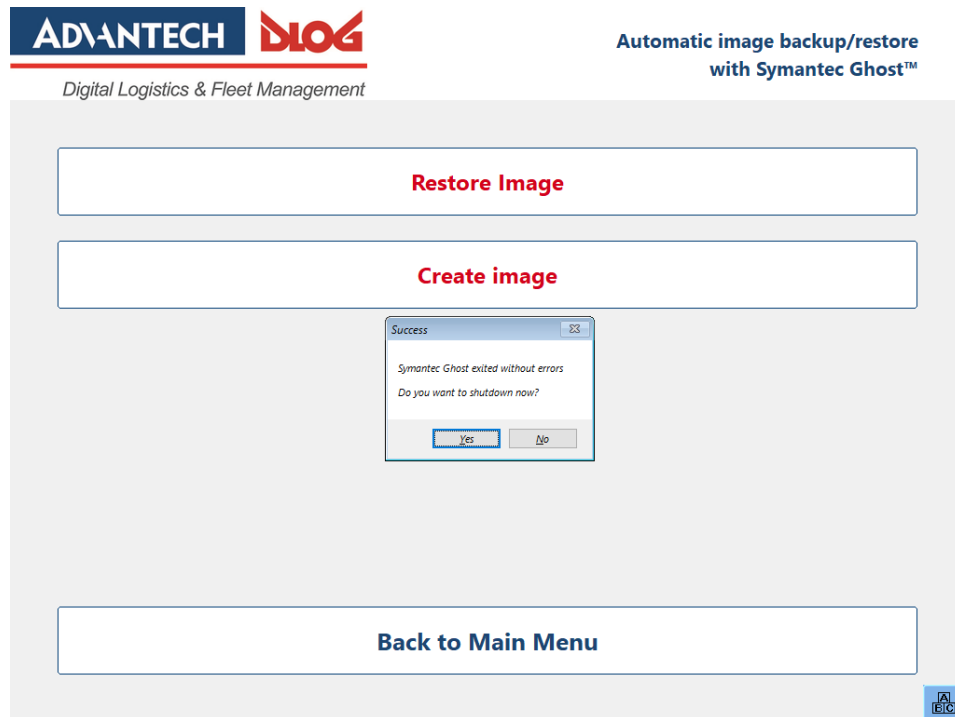 ADVANTECH DLOG
Automatic image backup/restore
with Symantec Ghost™
Digital Logistics & Fleet Management
Restore Image
Create image
Success
Symantec Ghost exited without errors
Do you want to shutdown now?
Yes No
Back to Main Menu
A
BC